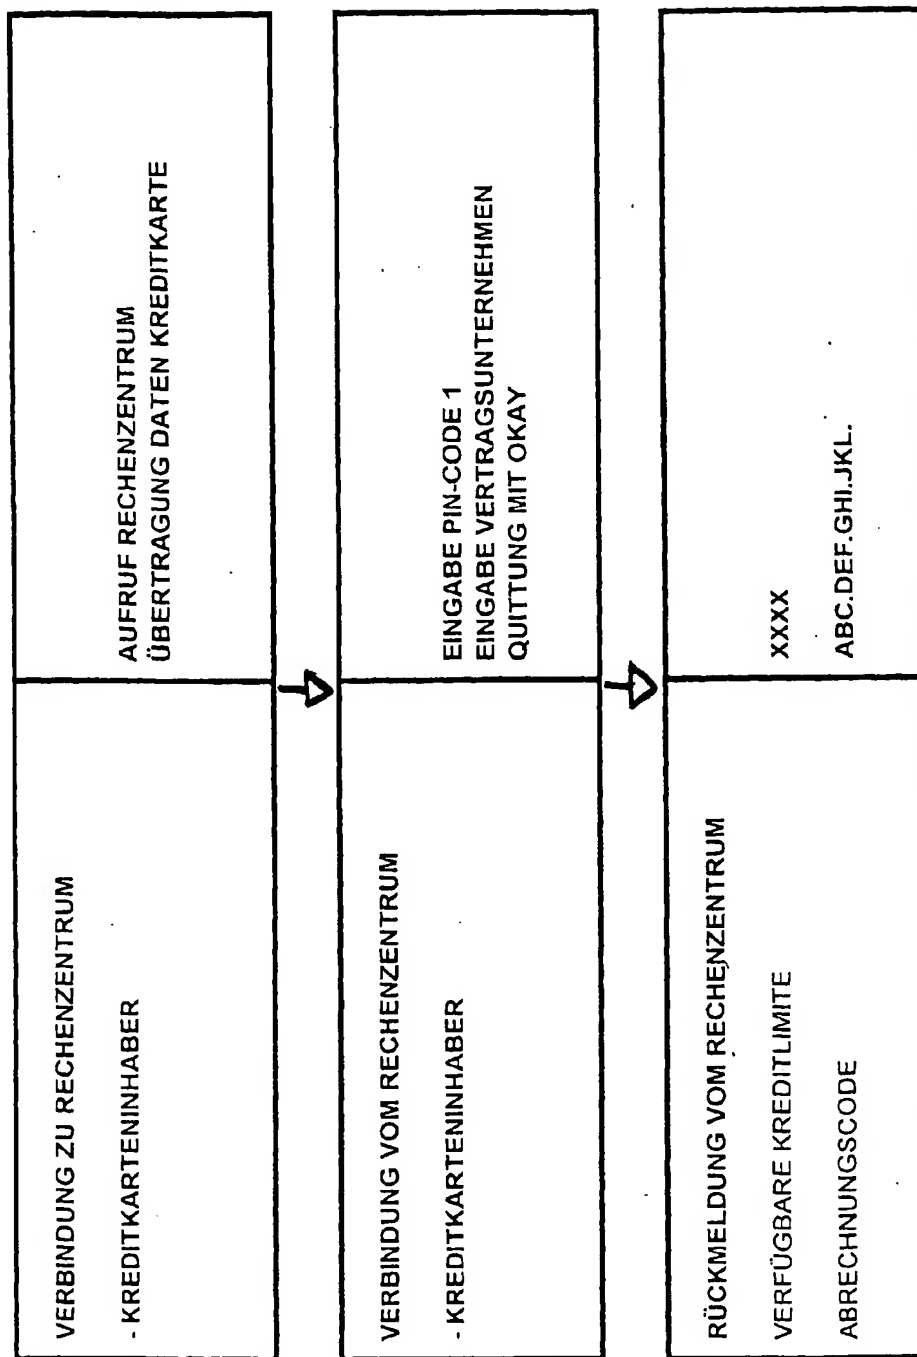 VERBINDUNG ZU RECHENZENTRUM
- KREDITKARTENINHABER
AUFRUF RECHENZENTRUM
ÜBERTRAGUNG DATEN KREDITKARTE
VERBINDUNG VOM RECHENZENTRUM
- KREDITKARTENINHABER
EINGABE PIN-CODE 1
EINGABE VERTRAGSUNTERNEHMEN
QUITTUNG MIT OKAY
RÜCKMELDUNG VOM RECHENZENTRUM
VERFÜGBARE KREDITLIMITE
XXXX
ABRECHNUNGSCODE
ABC.DEF.GHI.JKL.